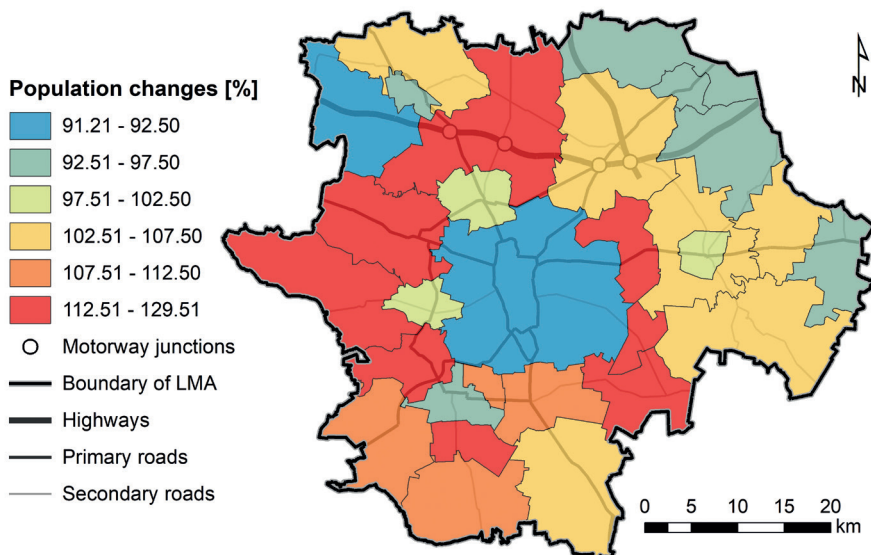 Population changes [%]
91.21 - 92.50
92.51 - 97.50
97.51 - 102.50
102.51 - 107.50
107.51 - 112.50
112.51 - 129.51
Motorway junctions
Boundary of LMA
Highways
Primary roads
Secondary roads
N
0 5 10 15 20
km